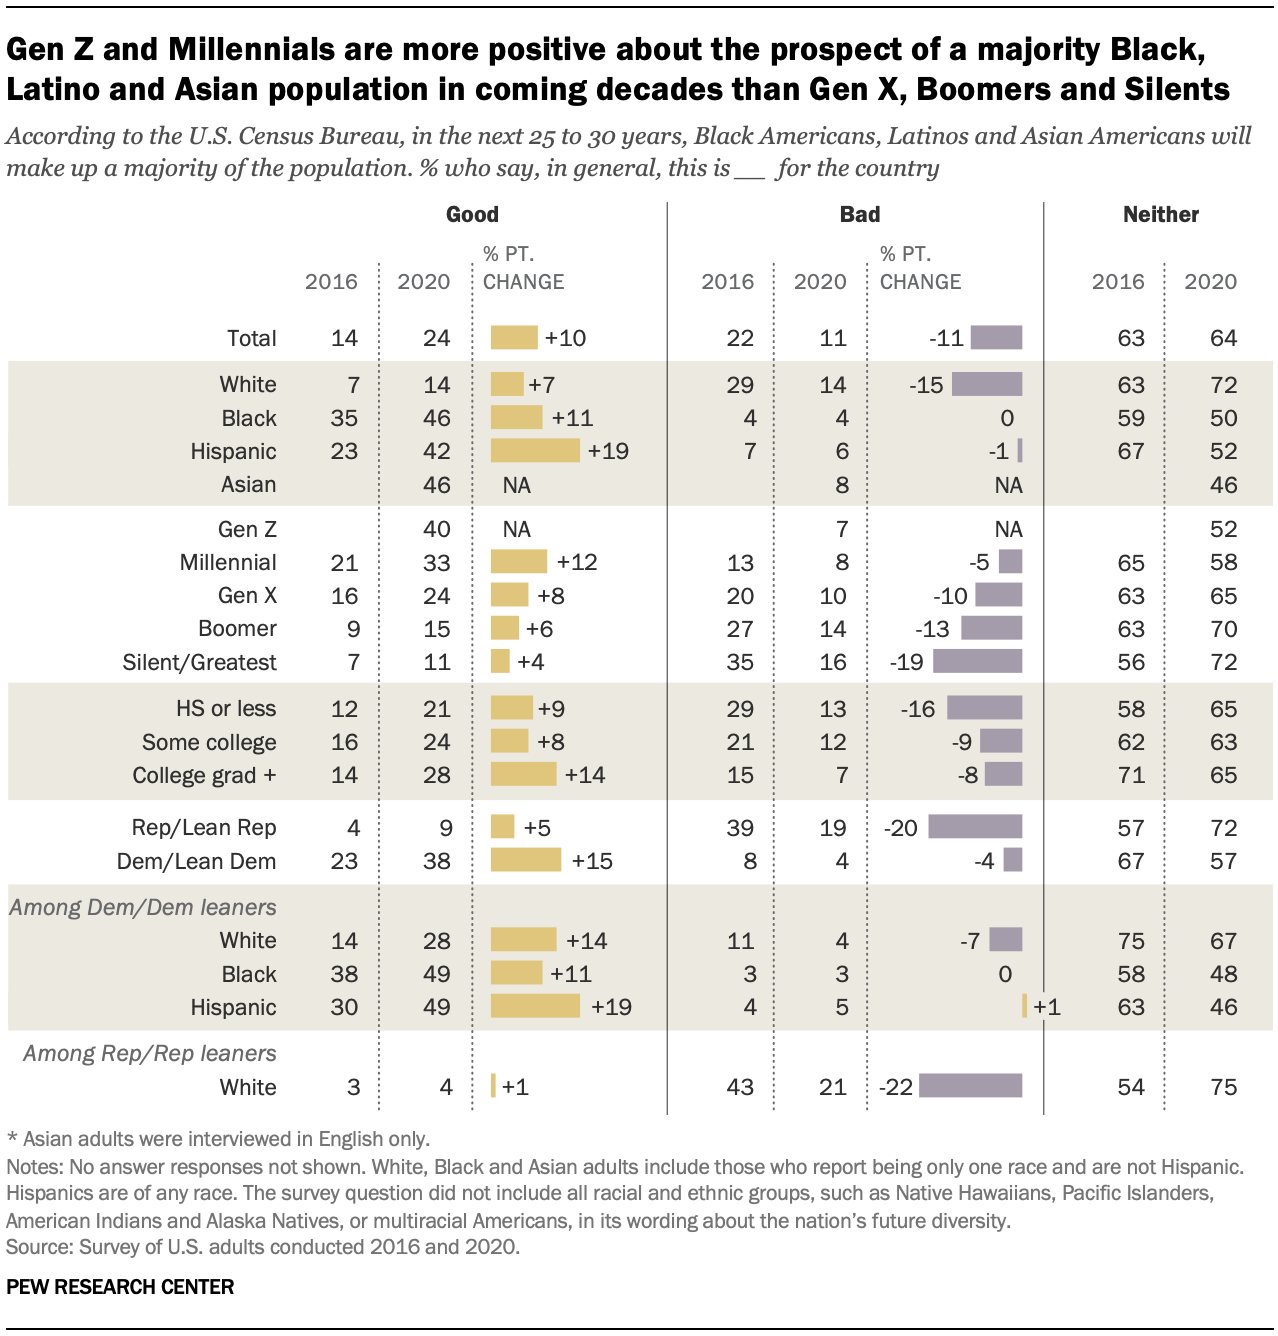 Gen Z and Millennials are more positive about the prospect of a majority Black,
Latino and Asian population in coming decades than Gen X, Boomers and Silents
According to the U.S. Census Bureau, in the next 25 to 30 years, Black Americans, Latinos and Asian Americans will
make up a majority of the population. % who say, in general, this is __ for the country
Good Bad Neither
% PT. % PT.
2016 2020 CHANGE 2016 2020 CHANGE 2016 2020
Total 14 24 +10 22 11 -11 63 64
White 7 14 +7 29 14 -15 63 72
Black 35 46 +11 4 4 0 59 50
Hispanic 23 42 +19 7 6 -1 67 52
Asian 46 NA 8 NA 46
Gen Z 40 NA 7 NA 52
Millennial 21 33 +12 13 8 -5 65 58
Gen X 16 24 +8 20 10 -10 63 65
Boomer 9 15 +6 27 14 -13 63 70
Silent/Greatest 7 11 +4 35 16 -19 56 72
HS or less 12 21 +9 29 13 -16 58 65
Some college 16 24 +8 21 12 -9 62 63
College grad + 14 28 +14 15 7 -8 71 65
Rep/Lean Rep 4 9 +5 39 19 -20 57 72
Dem/Lean Dem 23 38 +15 8 4 -4 67 57
Among Dem/Dem leaners
White 14 28 +14 11 4 -7 75 67
Black 38 49 +11 3 3 0 58 48
Hispanic 30 49 +19 4 5 +1 63 46
Among Rep/Rep leaners
White 3 4 +1 43 21 -22 54 75
* Asian adults were interviewed in English only.
Notes: No answer responses not shown. White, Black and Asian adults include those who report being only one race and are not Hispanic.
Hispanics are of any race. The survey question did not include all racial and ethnic groups, such as Native Hawaiians, Pacific Islanders,
American Indians and Alaska Natives, or multiracial Americans, in its wording about the nation's future diversity.
Source: Survey of U.S. adults conducted 2016 and 2020.
PEW RESEARCH CENTER